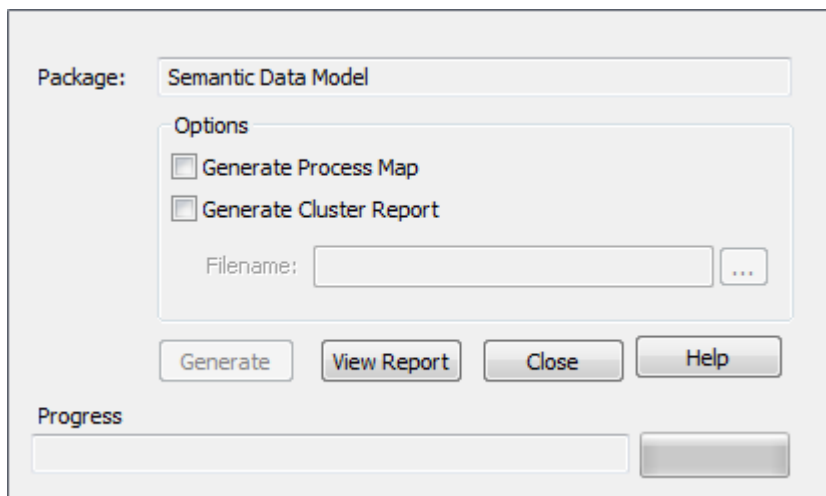 Package: Semantic Data Model
Options
Generate Process Map
Generate Cluster Report
Filename: ...
Generate View Report Close Help
Progress